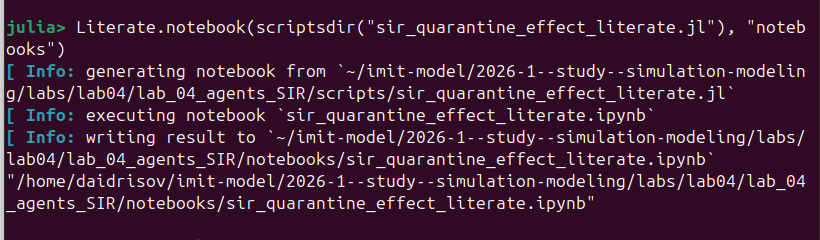 julia> Literate.notebook(scriptsdir("sir_quarantine_effect_literate.jl"), "noteb
ooks")
[ Info: generating notebook from `~/imit-model/2026-1--study--simulation-modelin
g/labs/lab04/lab_04_agents_SIR/scripts/sir_quarantine_effect_literate.jl`
[ Info: executing notebook `sir_quarantine_effect_literate.ipynb`
[ Info: writing result to `~/imit-model/2026-1--study--simulation-modeling/labs/
lab04/lab_04_agents_SIR/notebooks/sir_quarantine_effect_literate.ipynb`
"/home/daidrisov/imit-model/2026-1--study--simulation-modeling/labs/lab04/lab_04
_agents_SIR/notebooks/sir_quarantine_effect_literate.ipynb"